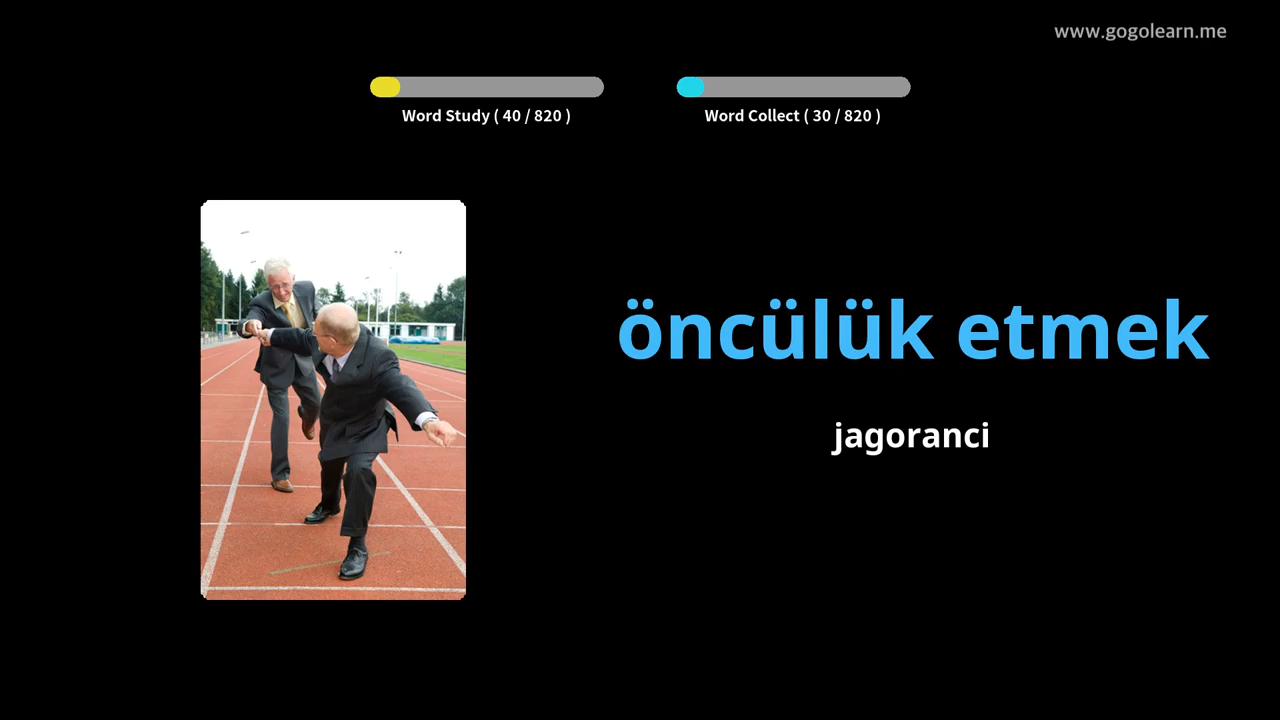 www.gogolearn.me
Word Study ( 40 / 820 )
Word Collect ( 30 / 820 )
öncülük etmek
jagoranci